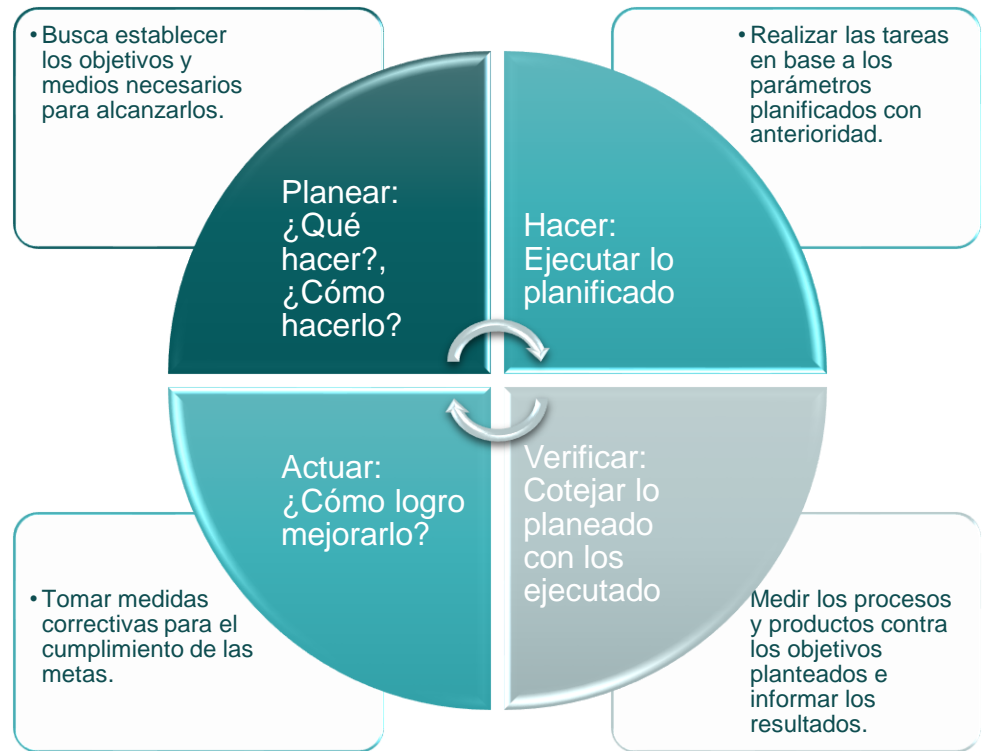 • Busca establecer
los objetivos y
medios necesarios
para alcanzarlos.
• Realizar las tareas
en base a los
parámetros
planificados con
anterioridad.
Planear:
¿Qué
hacer?,
¿Cómo
hacerlo?
Hacer:
Ejecutar lo
planificado
Actuar:
¿Cómo logro
mejorarlo?
Verificar:
Cotejar lo
planeado
con los
ejecutado
• Tomar medidas
correctivas para el
cumplimiento de las
metas.
Medir los procesos
y productos contra
los objetivos
planteados e
informar los
resultados.